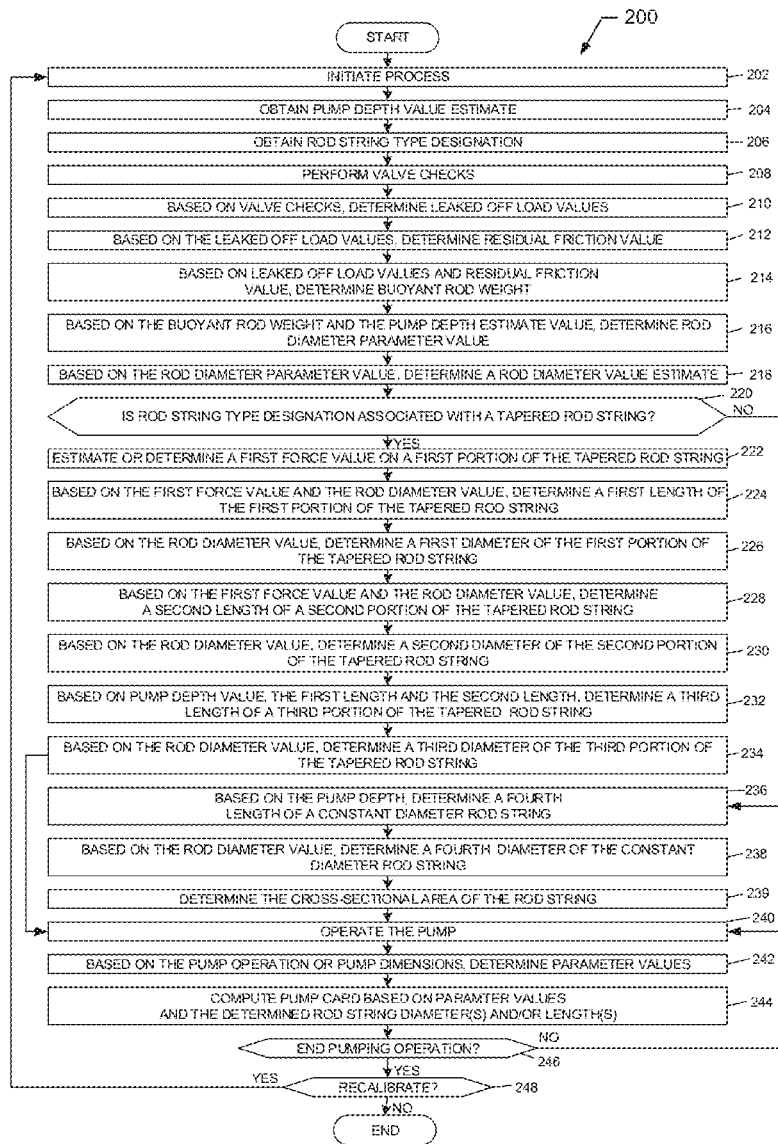 200
START
INITIATE PROCESS
202
OBTAIN PUMP DEPTH VALUE ESTIMATE
204
OBTAIN ROD STRING TYPE DESIGNATION
206
PERFORM VALVE CHECKS
208
BASED ON VALVE CHECKS, DETERMINE LEAKED OFF LOAD VALUES
210
BASED ON THE LEAKED OFF LOAD VALUES, DETERMINE RESIDUAL FRICTION VALUE
212
BASED ON LEAKED OFF LOAD VALUES AND RESIDUAL FRICTION
VALUE, DETERMINE BUOYANT ROD WEIGHT
214
BASED ON THE BUOYANT ROD WEIGHT AND THE PUMP DEPTH ESTIMATE VALUE, DETERMINE ROD
DIAMETER PARAMETER VALUE
216
BASED ON THE ROD DIAMETER PARAMETER VALUE, DETERMINE A ROD DIAMETER VALUE ESTIMATE
218
220
IS ROD STRING TYPE DESIGNATION ASSOCIATED WITH A TAPERED ROD STRING?
NO
YES
ESTIMATE OR DETERMINE A FIRST FORCE VALUE ON A FIRST PORTION OF THE TAPERED ROD STRING
222
BASED ON THE FIRST FORCE VALUE AND THE ROD DIAMETER VALUE, DETERMINE A FIRST LENGTH OF
THE FIRST PORTION OF THE TAPERED ROD STRING
224
BASED ON THE ROD DIAMETER VALUE, DETERMINE A FIRST DIAMETER OF THE FIRST PORTION OF
THE TAPERED ROD STRING
226
BASED ON THE FIRST FORCE VALUE AND THE ROD DIAMETER VALUE, DETERMINE
A SECOND LENGTH OF A SECOND PORTION OF THE TAPERED ROD STRING
228
BASED ON THE ROD DIAMETER VALUE, DETERMINE A SECOND DIAMETER OF THE SECOND PORTION
OF THE TAPERED ROD STRING
230
BASED ON PUMP DEPTH VALUE, THE FIRST LENGTH AND THE SECOND LENGTH, DETERMINE A THIRD
LENGTH OF A THIRD PORTION OF THE TAPERED ROD STRING
232
BASED ON THE ROD DIAMETER VALUE, DETERMINE A THIRD DIAMETER OF THE THIRD PORTION OF
THE TAPERED ROD STRING
234
236
BASED ON THE PUMP DEPTH, DETERMINE A FOURTH
LENGTH OF A CONSTANT DIAMETER ROD STRING
BASED ON THE ROD DIAMETER VALUE, DETERMINE A FOURTH DIAMETER OF THE CONSTANT
DIAMETER ROD STRING
238
DETERMINE THE CROSS-SECTIONAL AREA OF THE ROD STRING
239
240
OPERATE THE PUMP
BASED ON THE PUMP OPERATION OR PUMP DIMENSIONS, DETERMINE PARAMETER VALUES
242
COMPUTE PUMP CARD BASED ON PARAMTER VALUES
AND THE DETERMINED ROD STRING DIAMETER(S) AND/OR LENGTH(S)
244
END PUMPING OPERATION?
NO
246
YES
YES
RECALIBRATE?
248
NO
END